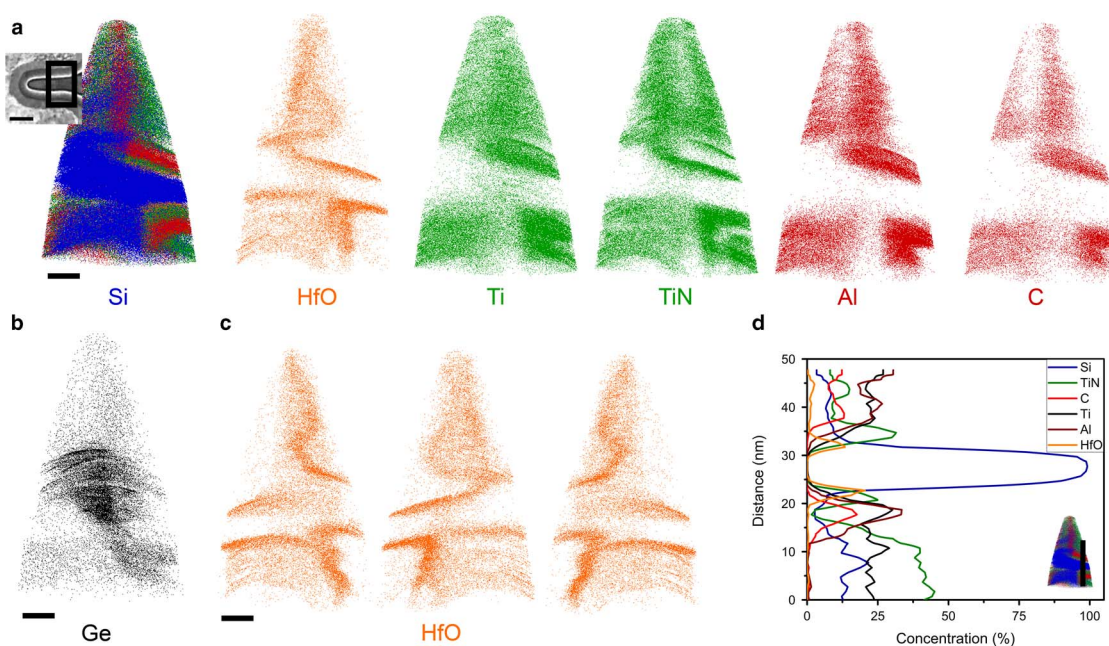 a
Si
HfO
Ti
TiN
Al
C
b
c
d
Ge
HfO
50
40
30
20
10
0
Distance (nm)
Si
TiN
C
Ti
Al
HfO
0
25
50
75
100
Concentration (%)